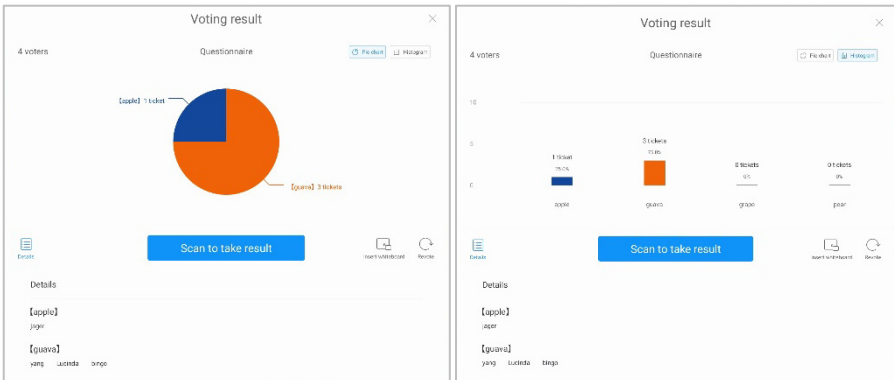 Voting result
4 voters
Questionnaire
Pie chart
Histogram
【apple】1 ticket
【guava】3 tickets
Details
Scan to take result
Insert whiteboard
Revote
Details
【apple】
jager
【guava】
yang Lucinda bingo
Voting result
4 voters
Questionnaire
Pie chart
Histogram
10
5
0
1 ticket
25.0%
3 tickets
75.0%
0 tickets
0%
0 tickets
0%
apple
guava
grape
pear
Details
Scan to take result
Insert whiteboard
Revote
Details
【apple】
jager
【guava】
yang Lucinda bingo